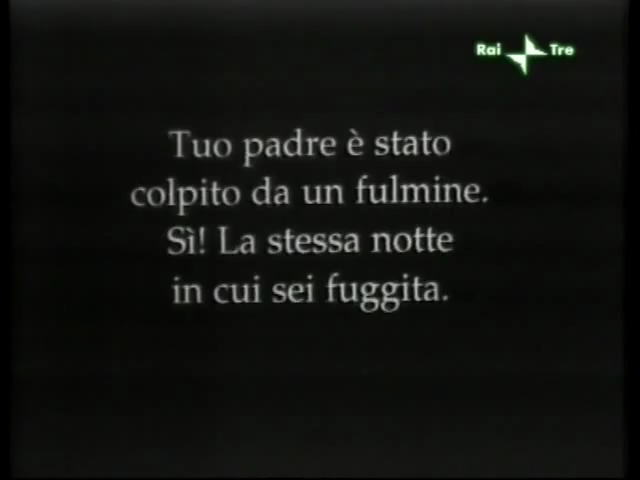 Rai Tre
Tuo padre è stato
colpito da un fulmine.
Sì! La stessa notte
in cui sei fuggita.